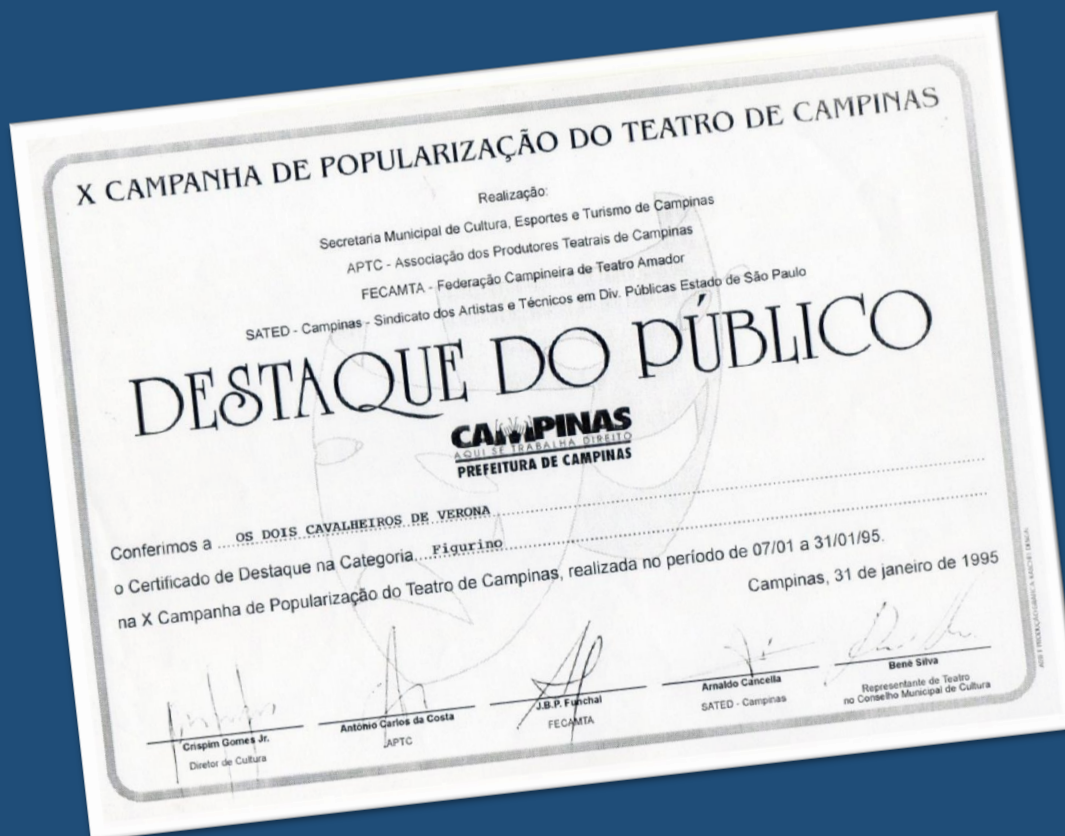 X CAMPANHA DE POPULARIZAÇÃO DO TEATRO DE CAMPINAS
Realização:
Secretaria Municipal de Cultura, Esportes e Turismo de Campinas
APTC - Associação dos Produtores Teatrais de Campinas
FECAMTA - Federação Campineira de Teatro Amador
SATED - Campinas - Sindicato dos Artistas e Técnicos em Div. Públicas Estado de São Paulo
DESTAQUE DO PÚBLICO
CAMPINAS
AQUI SE TRABALHA DIREITO
PREFEITURA DE CAMPINAS
Conferimos a OS DOIS CAVALHEIROS DE VERONA
o Certificado de Destaque na Categoria Figurino
na X Campanha de Popularização do Teatro de Campinas, realizada no período de 07/01 a 31/01/95.
Campinas, 31 de janeiro de 1995
Crispim Gomes Jr.
Diretor de Cultura
Antônio Carlos da Costa
APTC
J.B.P. Funchal
FECAMTA
Arnaldo Cancella
SATED - Campinas
Bené Silva
Representante de Teatro
no Conselho Municipal de Cultura